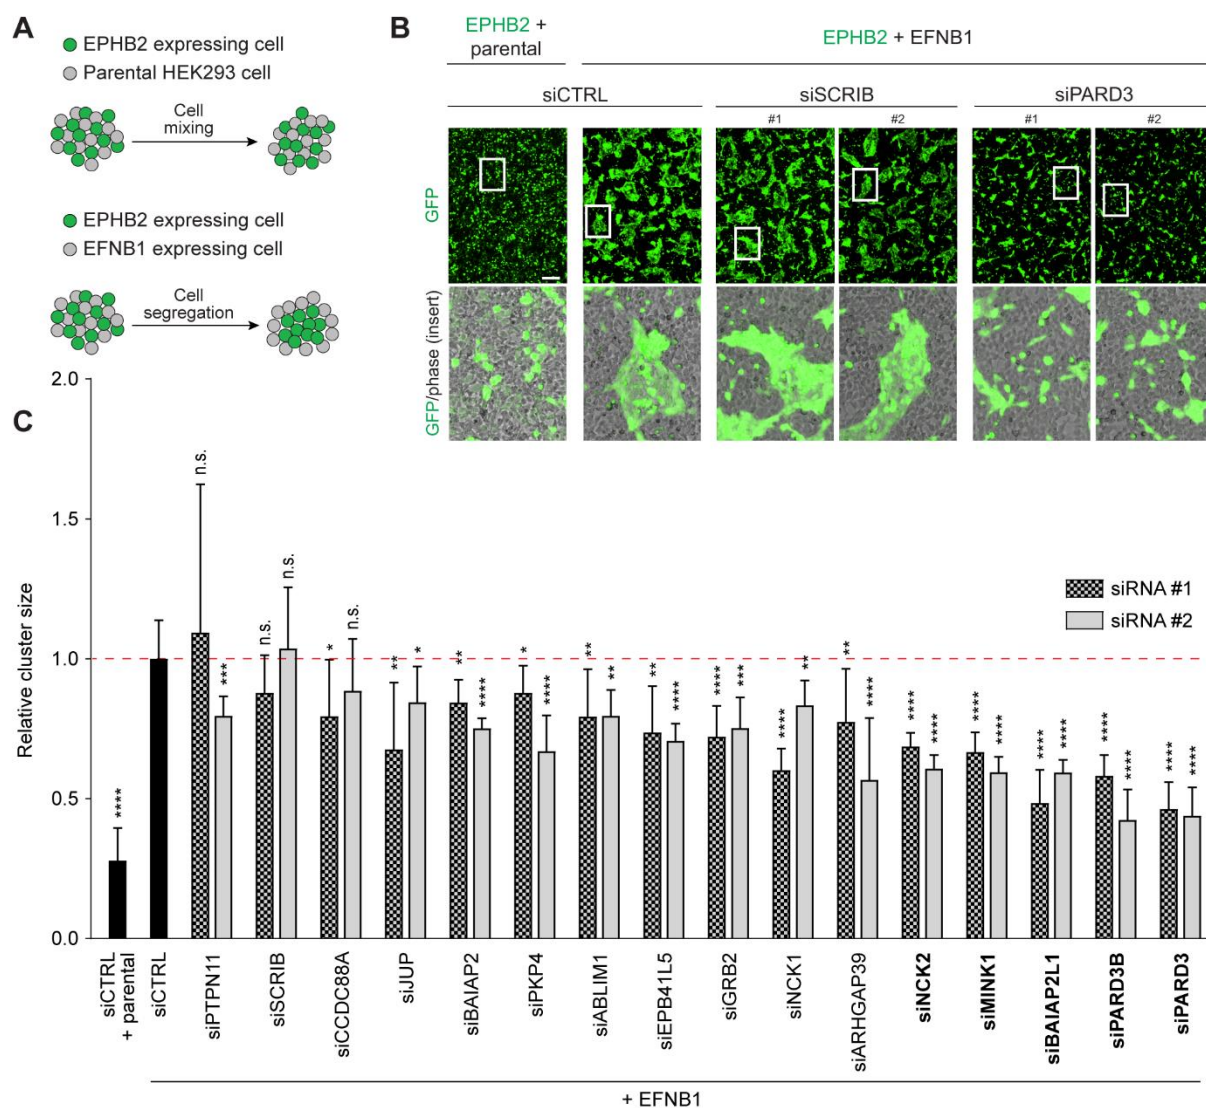 A
EPHB2 expressing cell
Parental HEK293 cell
Cell
mixing
EPHB2 expressing cell
EFNB1 expressing cell
Cell
segregation
B
EPHB2 +
parental
EPHB2 + EFNB1
siCTRL
siSCRIB
siPARD3
#1
#2
#1
#2
GFP
GFP/phase (insert)
C
Relative cluster size
2.0
1.5
1.0
0.5
0.0
siRNA #1
siRNA #2
****
n.s.
***
n.s.
n.s.
*
n.s.
**
*
**
****
*
****
**
**
**
****
****
***
****
**
**
****
****
****
****
****
****
****
****
****
****
****
siCTRL
+ parental
siCTRL
siPTPN11
siSCRIB
siCCDC88A
siJUP
siBAIAP2
siPKP4
siABLIM1
siEPB41L5
siGRB2
siNCK1
siARHGAP39
siNCK2
siMINK1
siBAIAP2L1
siPARD3B
siPARD3
+ EFNB1